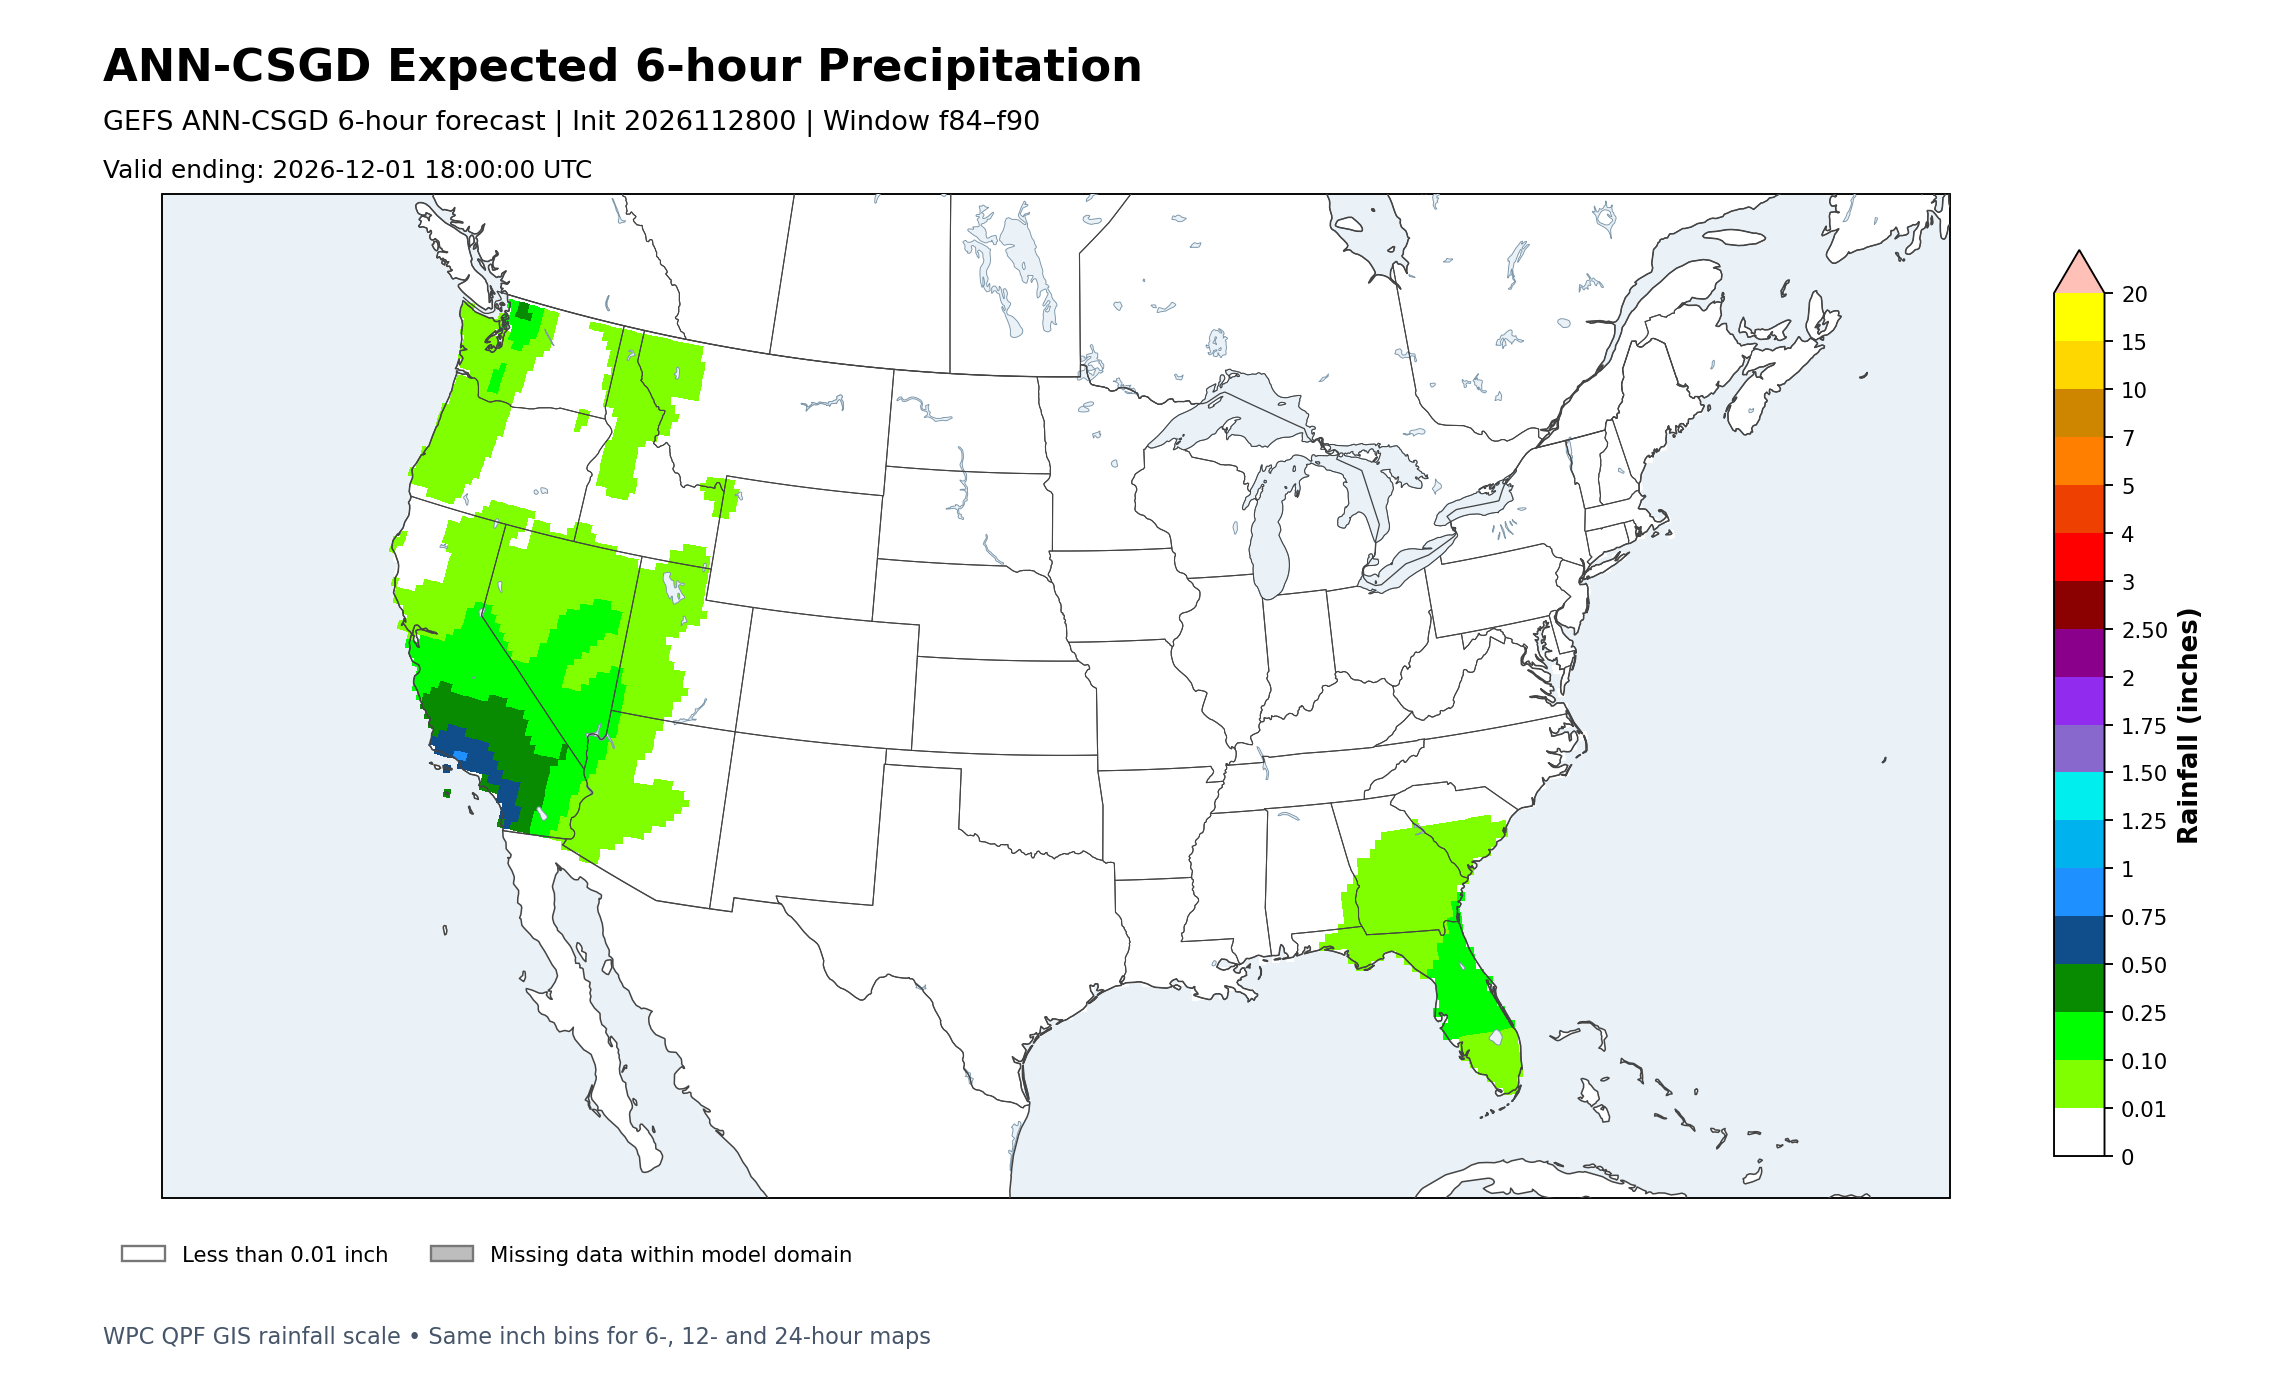 ANN-CSGD Expected 6-hour Precipitation
GEFS ANN-CSGD 6-hour forecast | Init 2026112800 | Window f84–f90
Valid ending: 2026-12-01 18:00:00 UTC
20
15
10
7
5
4
3
2.50
2
1.75
1.50
1.25
1
0.75
0.50
0.25
0.10
0.01
0
Rainfall (inches)
Less than 0.01 inch
Missing data within model domain
WPC QPF GIS rainfall scale • Same inch bins for 6-, 12- and 24-hour maps